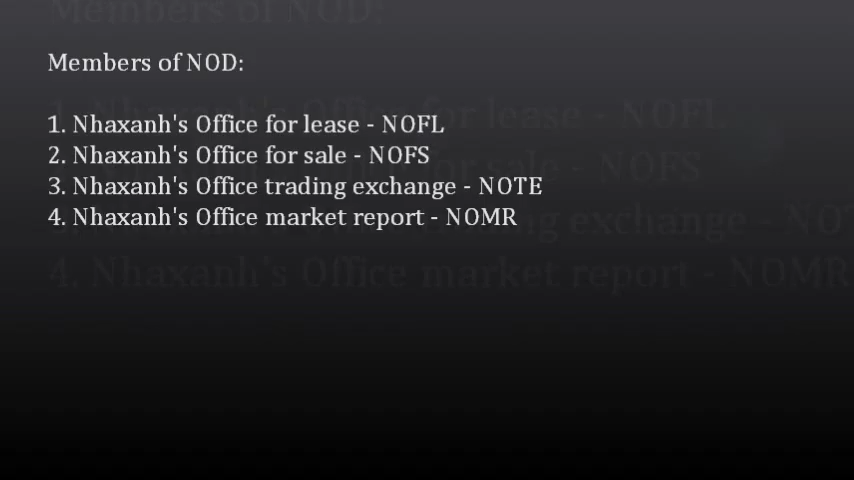 Members of NOD:
1. Nhaxanh's Office for lease - NOFL
2. Nhaxanh's Office for sale - NOFS
3. Nhaxanh's Office trading exchange - NOTE
4. Nhaxanh's Office market report - NOMR